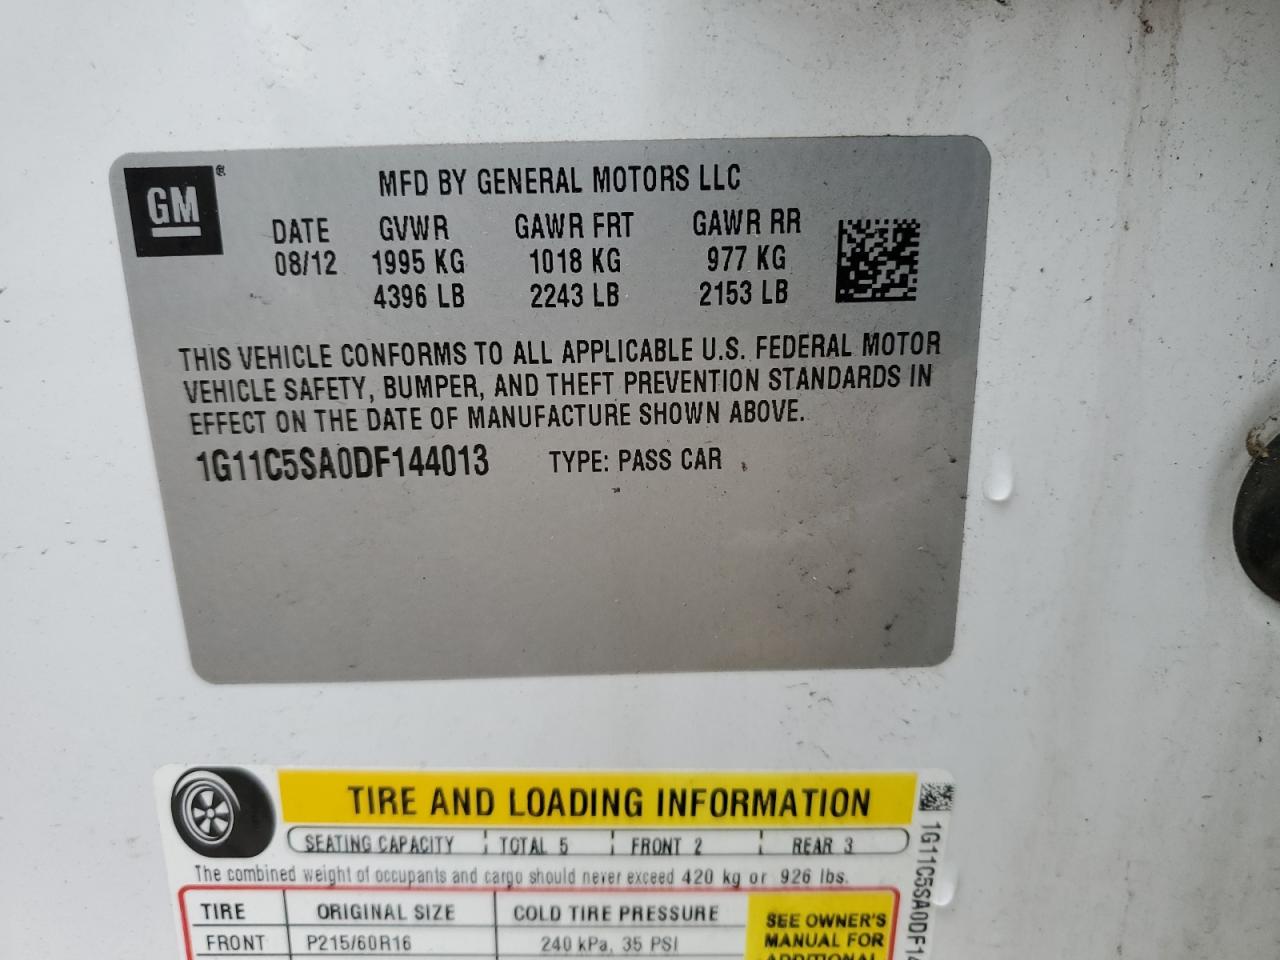 GM®
MFD BY GENERAL MOTORS LLC
DATE GVWR GAWR FRT GAWR RR
08/12 1995 KG 1018 KG 977 KG
4396 LB 2243 LB 2153 LB
THIS VEHICLE CONFORMS TO ALL APPLICABLE U.S. FEDERAL MOTOR
VEHICLE SAFETY, BUMPER, AND THEFT PREVENTION STANDARDS IN
EFFECT ON THE DATE OF MANUFACTURE SHOWN ABOVE.
1G11C5SA0DF144013 TYPE: PASS CAR
TIRE AND LOADING INFORMATION
SEATING CAPACITY TOTAL 5 FRONT 2 REAR 3
The combined weight of occupants and cargo should never exceed 420 kg or 926 lbs.
TIRE ORIGINAL SIZE COLD TIRE PRESSURE
FRONT P215/60R16 240 kPa, 35 PSI
SEE OWNER'S
MANUAL FOR
ADDITIONAL
1G11C5SA0DF14